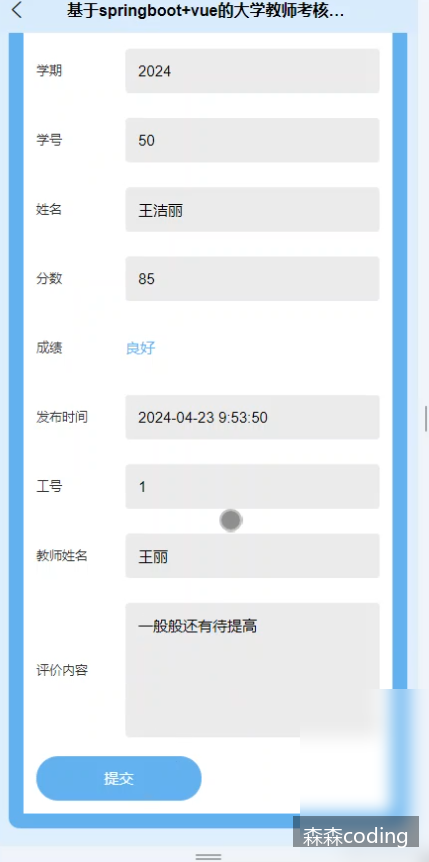 基于springboot+vue的大学教师考核...
学期 2024
学号 50
姓名 王洁丽
分数 85
成绩 良好
发布时间 2024-04-23 9:53:50
工号 1
教师姓名 王丽
评价内容 一般般还有待提高
提交
森森coding